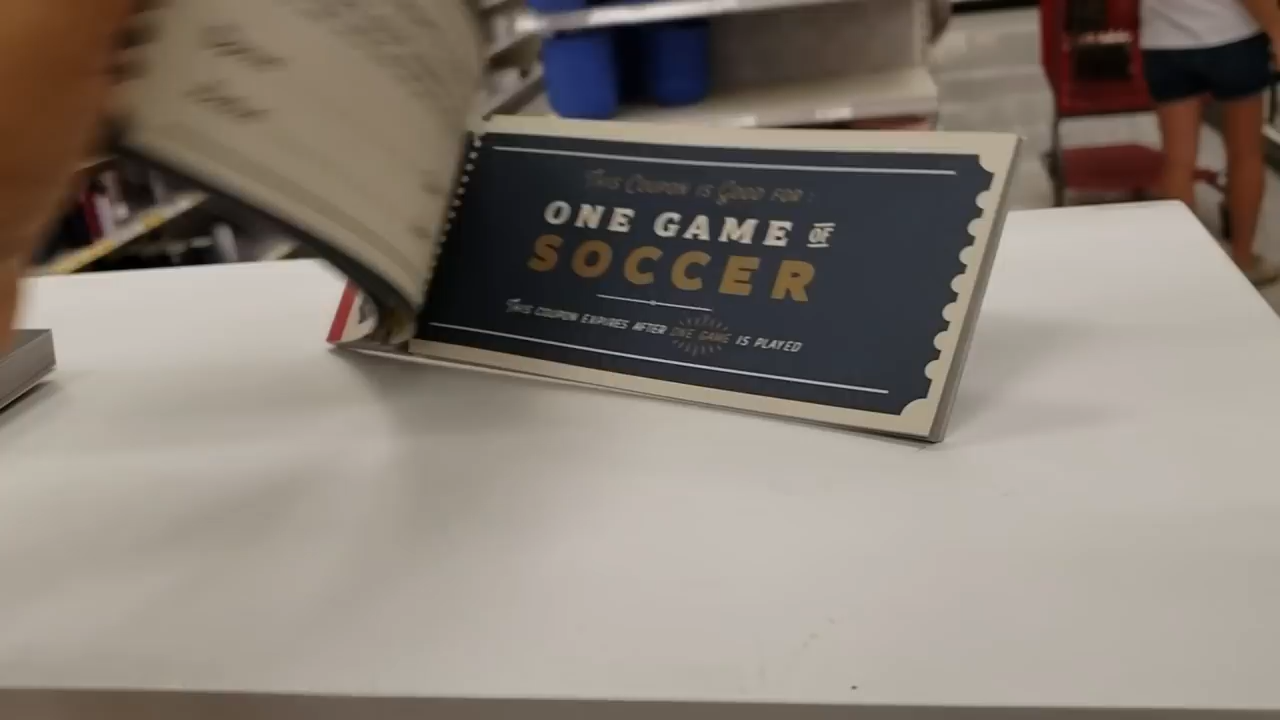 THIS COUPON IS GOOD FOR:
ONE GAME OF
SOCCER
THIS COUPON EXPIRES AFTER ONE GAME IS PLAYED